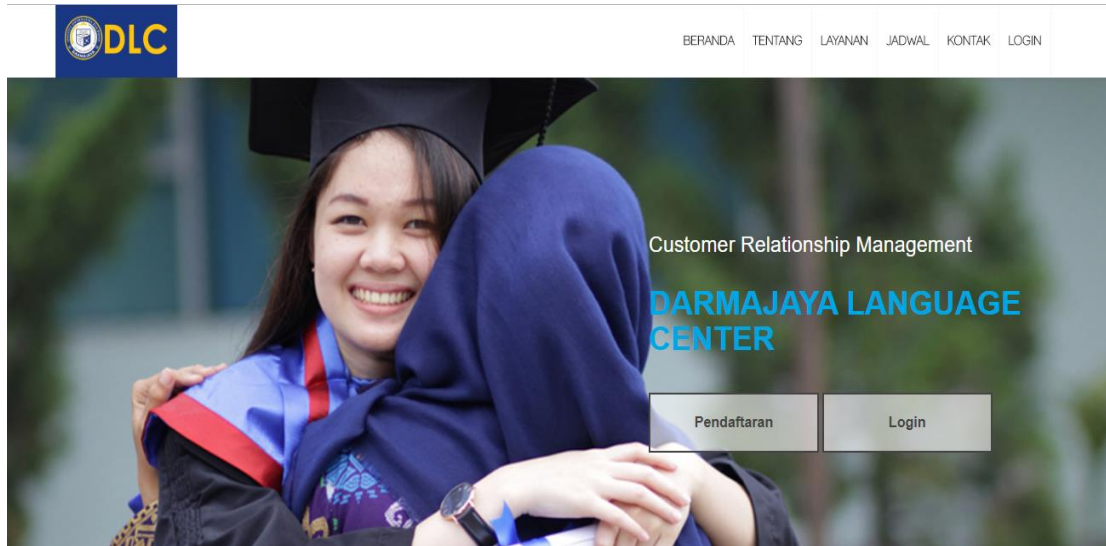 DLC
BERANDA TENTANG LAYANAN JADWAL KONTAK LOGIN
Customer Relationship Management
DARMAJAYA LANGUAGE
CENTER
Pendaftaran Login